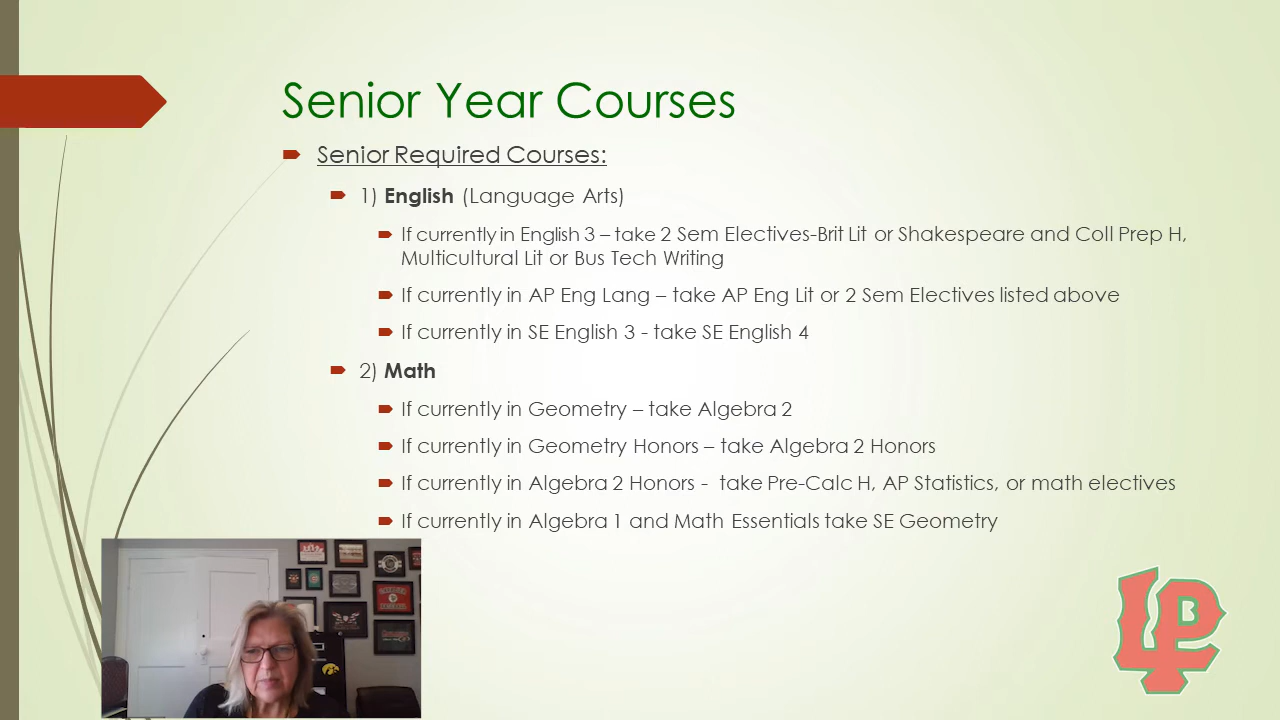 Senior Year Courses
Senior Required Courses:
1) English (Language Arts)
If currently in English 3 – take 2 Sem Electives-Brit Lit or Shakespeare and Coll Prep H,
Multicultural Lit or Bus Tech Writing
If currently in AP Eng Lang – take AP Eng Lit or 2 Sem Electives listed above
If currently in SE English 3 - take SE English 4
2) Math
If currently in Geometry – take Algebra 2
If currently in Geometry Honors – take Algebra 2 Honors
If currently in Algebra 2 Honors -  take Pre-Calc H, AP Statistics, or math electives
If currently in Algebra 1 and Math Essentials take SE Geometry
LP